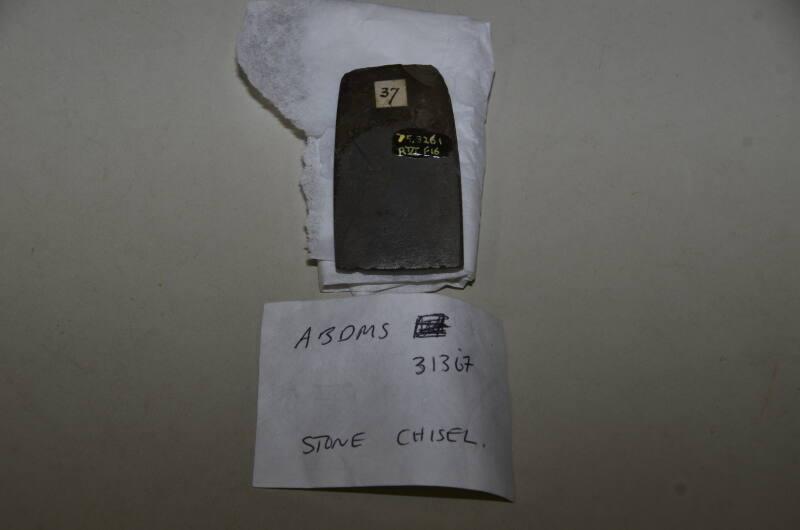 37
ABDMS
31367
STONE CHISEL.